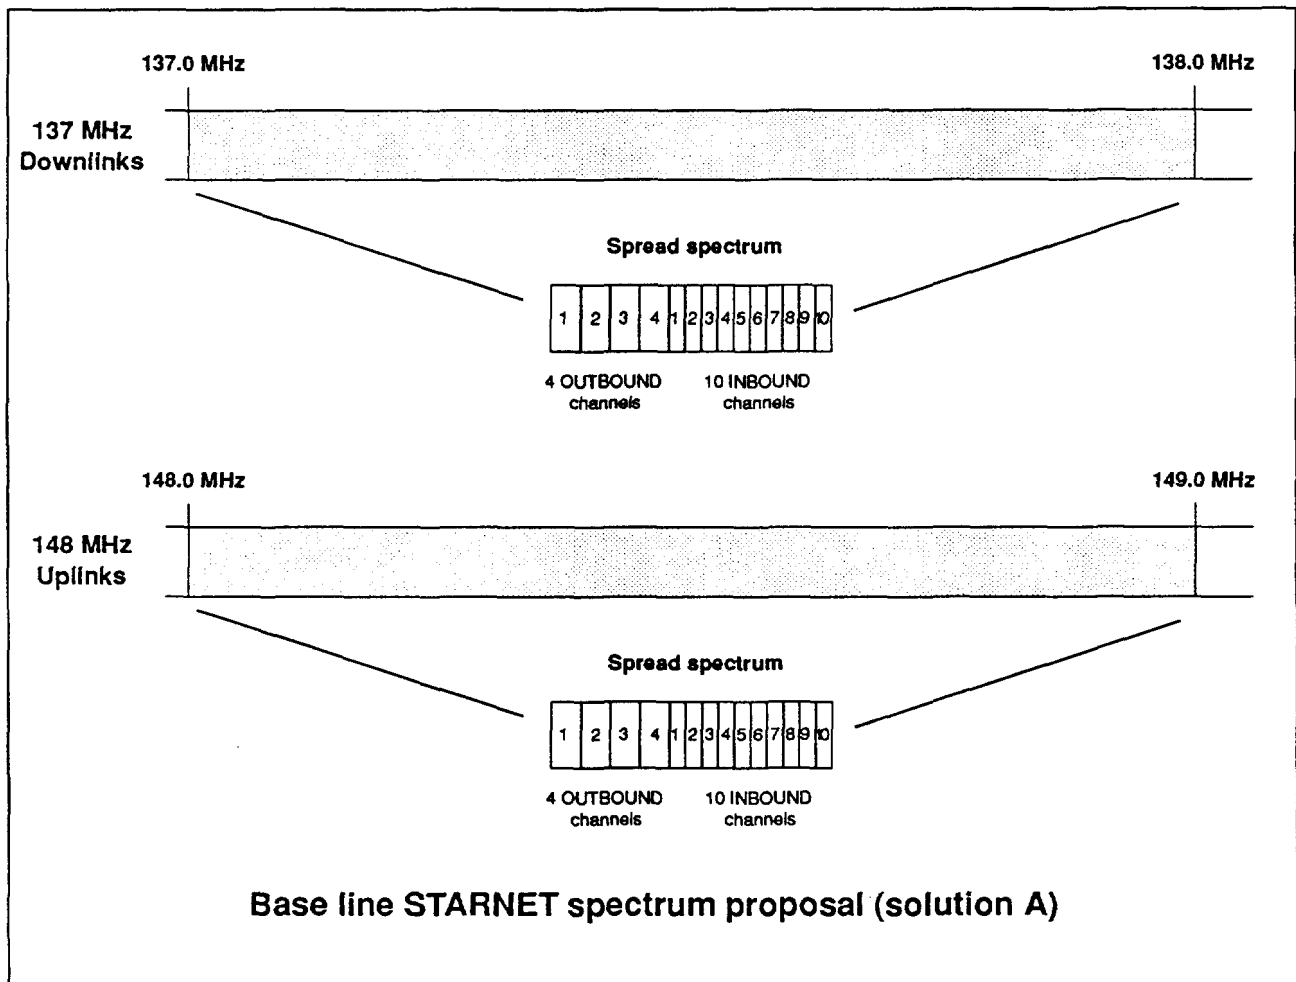 137.0 MHz 138.0 MHz
137 MHz
Downlinks
Spread spectrum
1 2 3 4 1 2 3 4 5 6 7 8 9 10
4 OUTBOUND 10 INBOUND
channels channels
148.0 MHz 149.0 MHz
148 MHz
Uplinks
Spread spectrum
1 2 3 4 1 2 3 4 5 6 7 8 9 10
4 OUTBOUND 10 INBOUND
channels channels
Base line STARNET spectrum proposal (solution A)